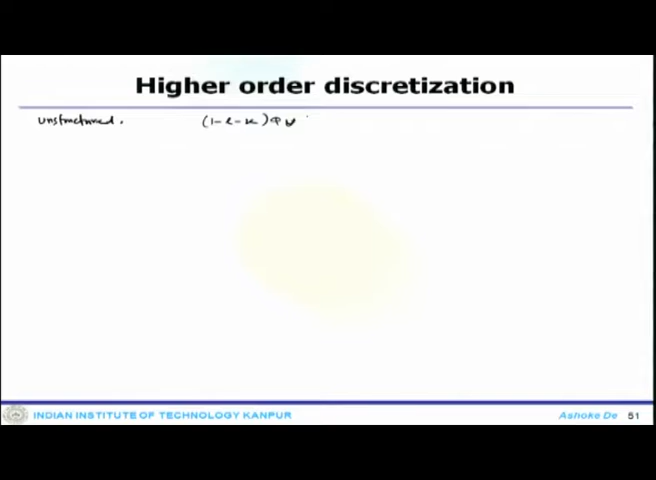 Higher order discretization
unstructured. (1-l-k)φ
INDIAN INSTITUTE OF TECHNOLOGY KANPUR
Ashoke De 51